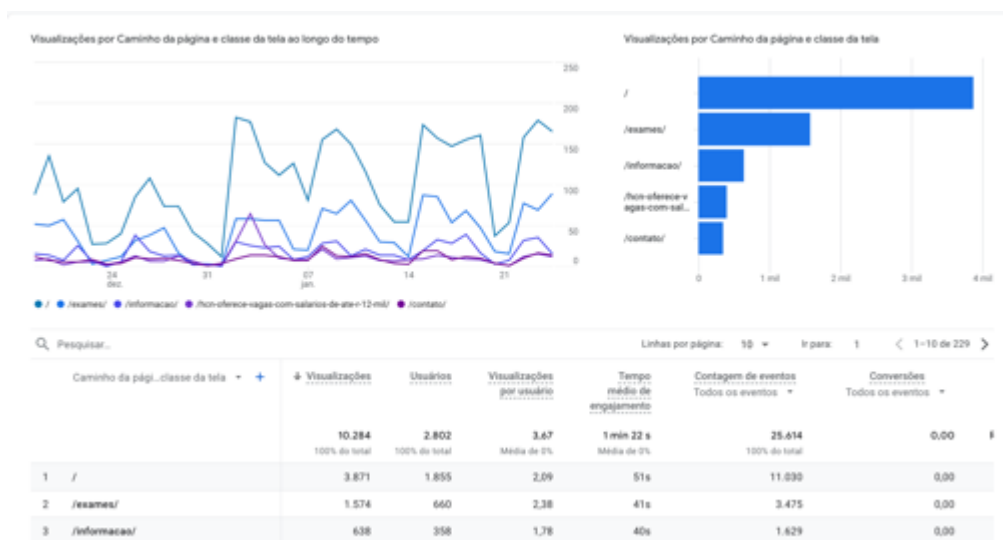 Visualizações por Caminho da página e classe da tela ao longo do tempo
250
200
150
100
50
0
24
dez.
31
07
jan.
14
21
/ /exames/ /informacao/ /hcn-oferece-vagas-com-salarios-de-ate-r-12-mil/ /contato/
Visualizações por Caminho da página e classe da tela
/
/exames/
/informacao/
/hcn-oferece-v
agas-com-sal...
/contato/
0 1 mil 2 mil 3 mil 4 mil
Pesquisar...
Linhas por página: 10 Ir para: 1 1-10 de 229
Caminho da pági...classe da tela + Visualizações Usuários Visualizações por usuário Tempo médio de engajamento Contagem de eventos Todos os eventos Conversões Todos os eventos
10.284 2.802 3,67 1 min 22 s 25.614 0,00
100% do total 100% do total Média de 0% Média de 0% 100% do total
1 / 3.871 1.855 2,09 51s 11.030 0,00
2 /exames/ 1.574 660 2,38 41s 3.475 0,00
3 /informacao/ 638 358 1,78 40s 1.629 0,00